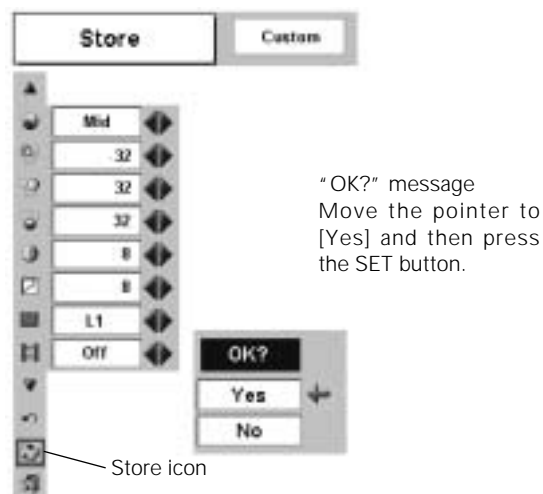 Store
Custom
Mid
32
32
32
8
8
L1
Off
"OK?" message
Move the pointer to
[Yes] and then press
the SET button.
OK?
Yes
No
Store icon